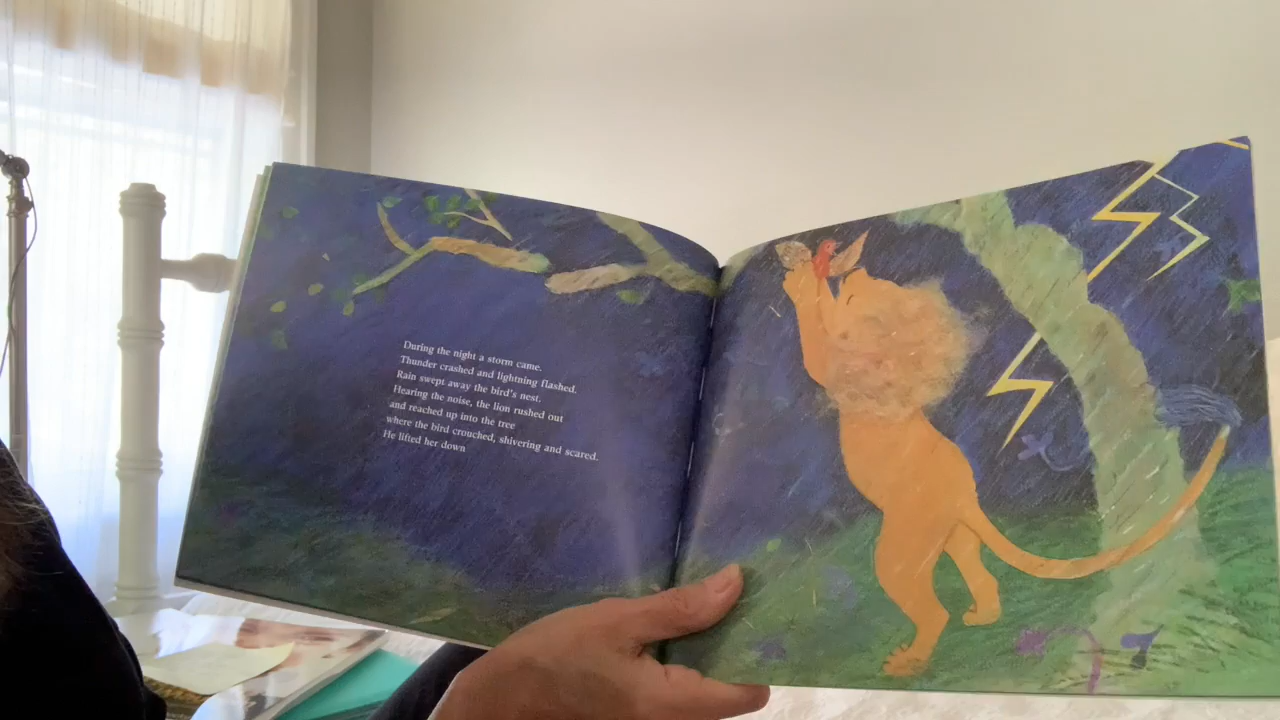 During the night a storm came.
Thunder crashed and lightning flashed.
Rain swept away the bird's nest.
Hearing the noise, the lion rushed out
and reached up into the tree
where the bird crouched, shivering and scared.
He lifted her down